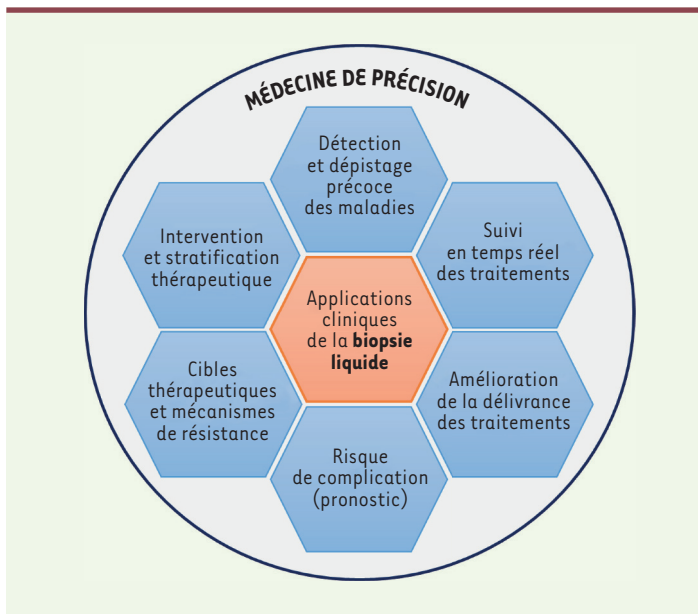 MÉDECINE DE PRÉCISION
Détection
et dépistage
précoce
des maladies
Intervention
et stratification
thérapeutique
Suivi
en temps réel
des traitements
Applications
cliniques
de la biopsie
liquide
Cibles
thérapeutiques
et mécanismes
de résistance
Amélioration
de la délivrance
des traitements
Risque
de complication
(pronostic)